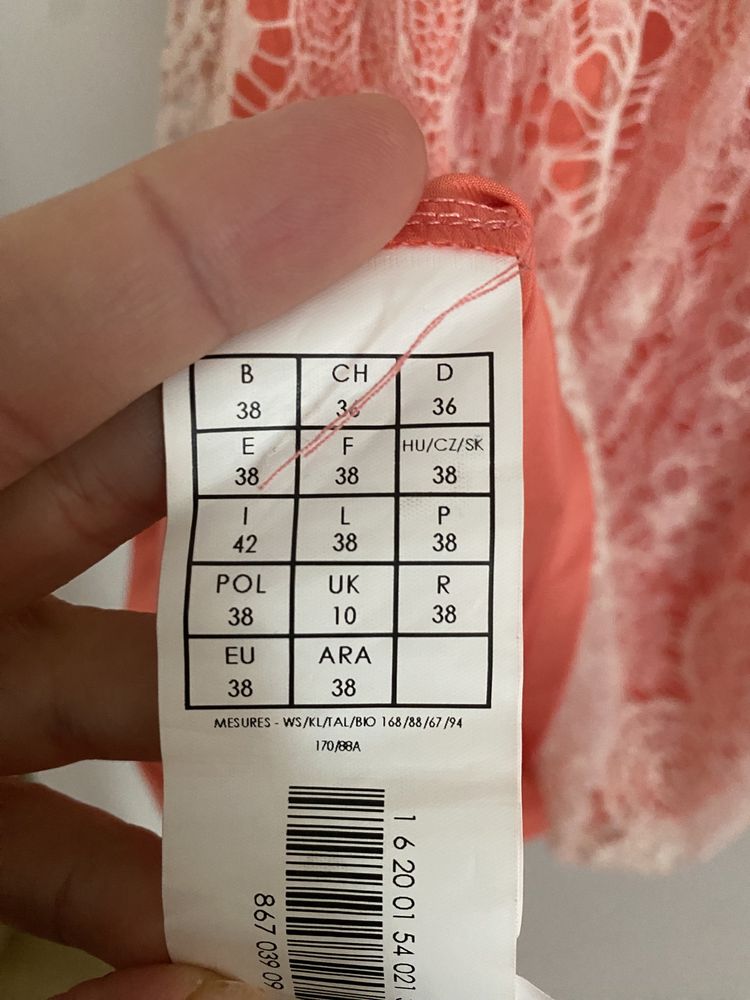 B CH D
38 36 36
E F HU/CZ/SK
38 38 38
I L P
42 38 38
POL UK R
38 10 38
EU ARA
38 38
MESURES - WS/KL/TAL/BIO 168/88/67/94
170/88A
1 6 20 01 54 021
867 039 09